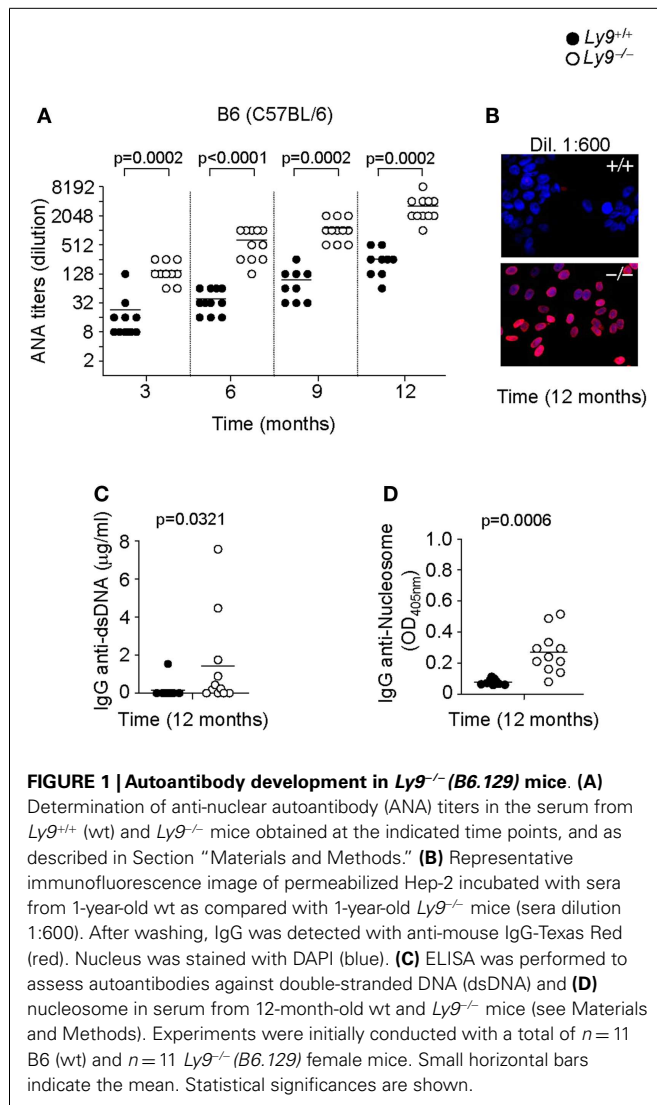 ● Ly9+/+
○ Ly9−/−
A
B6 (C57BL/6)
p=0.0002 p<0.0001 p=0.0002 p=0.0002
8192
2048
512
128
32
8
2
ANA titers (dilution)
3 6 9 12
Time (months)
B
Dil. 1:600
+/+
−/−
Time (12 months)
C
p=0.0321
8
6
4
2
0
IgG anti-dsDNA (µg/ml)
Time (12 months)
D
p=0.0006
1.0
0.8
0.6
0.4
0.2
0
IgG anti-Nucleosome
(OD405nm)
Time (12 months)
FIGURE 1 | Autoantibody development in Ly9−/−(B6.129) mice. (A)
Determination of anti-nuclear autoantibody (ANA) titers in the serum from
Ly9+/+ (wt) and Ly9−/− mice obtained at the indicated time points, and as
described in Section “Materials and Methods.” (B) Representative
immunofluorescence image of permeabilized Hep-2 incubated with sera
from 1-year-old wt as compared with 1-year-old Ly9−/− mice (sera dilution
1:600). After washing, IgG was detected with anti-mouse IgG-Texas Red
(red). Nucleus was stained with DAPI (blue). (C) ELISA was performed to
assess autoantibodies against double-stranded DNA (dsDNA) and (D)
nucleosome in serum from 12-month-old wt and Ly9−/− mice (see Materials
and Methods). Experiments were initially conducted with a total of n = 11
B6 (wt) and n = 11 Ly9−/−(B6.129) female mice. Small horizontal bars
indicate the mean. Statistical significances are shown.